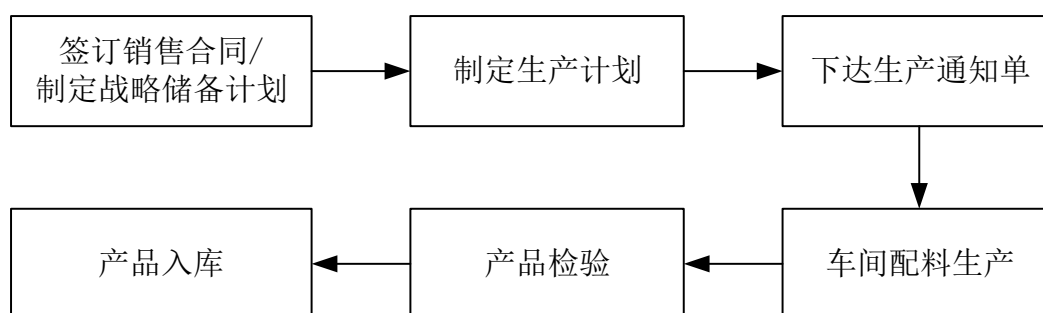 签订销售合同/
制定战略储备计划
制定生产计划
下达生产通知单
车间配料生产
产品检验
产品入库